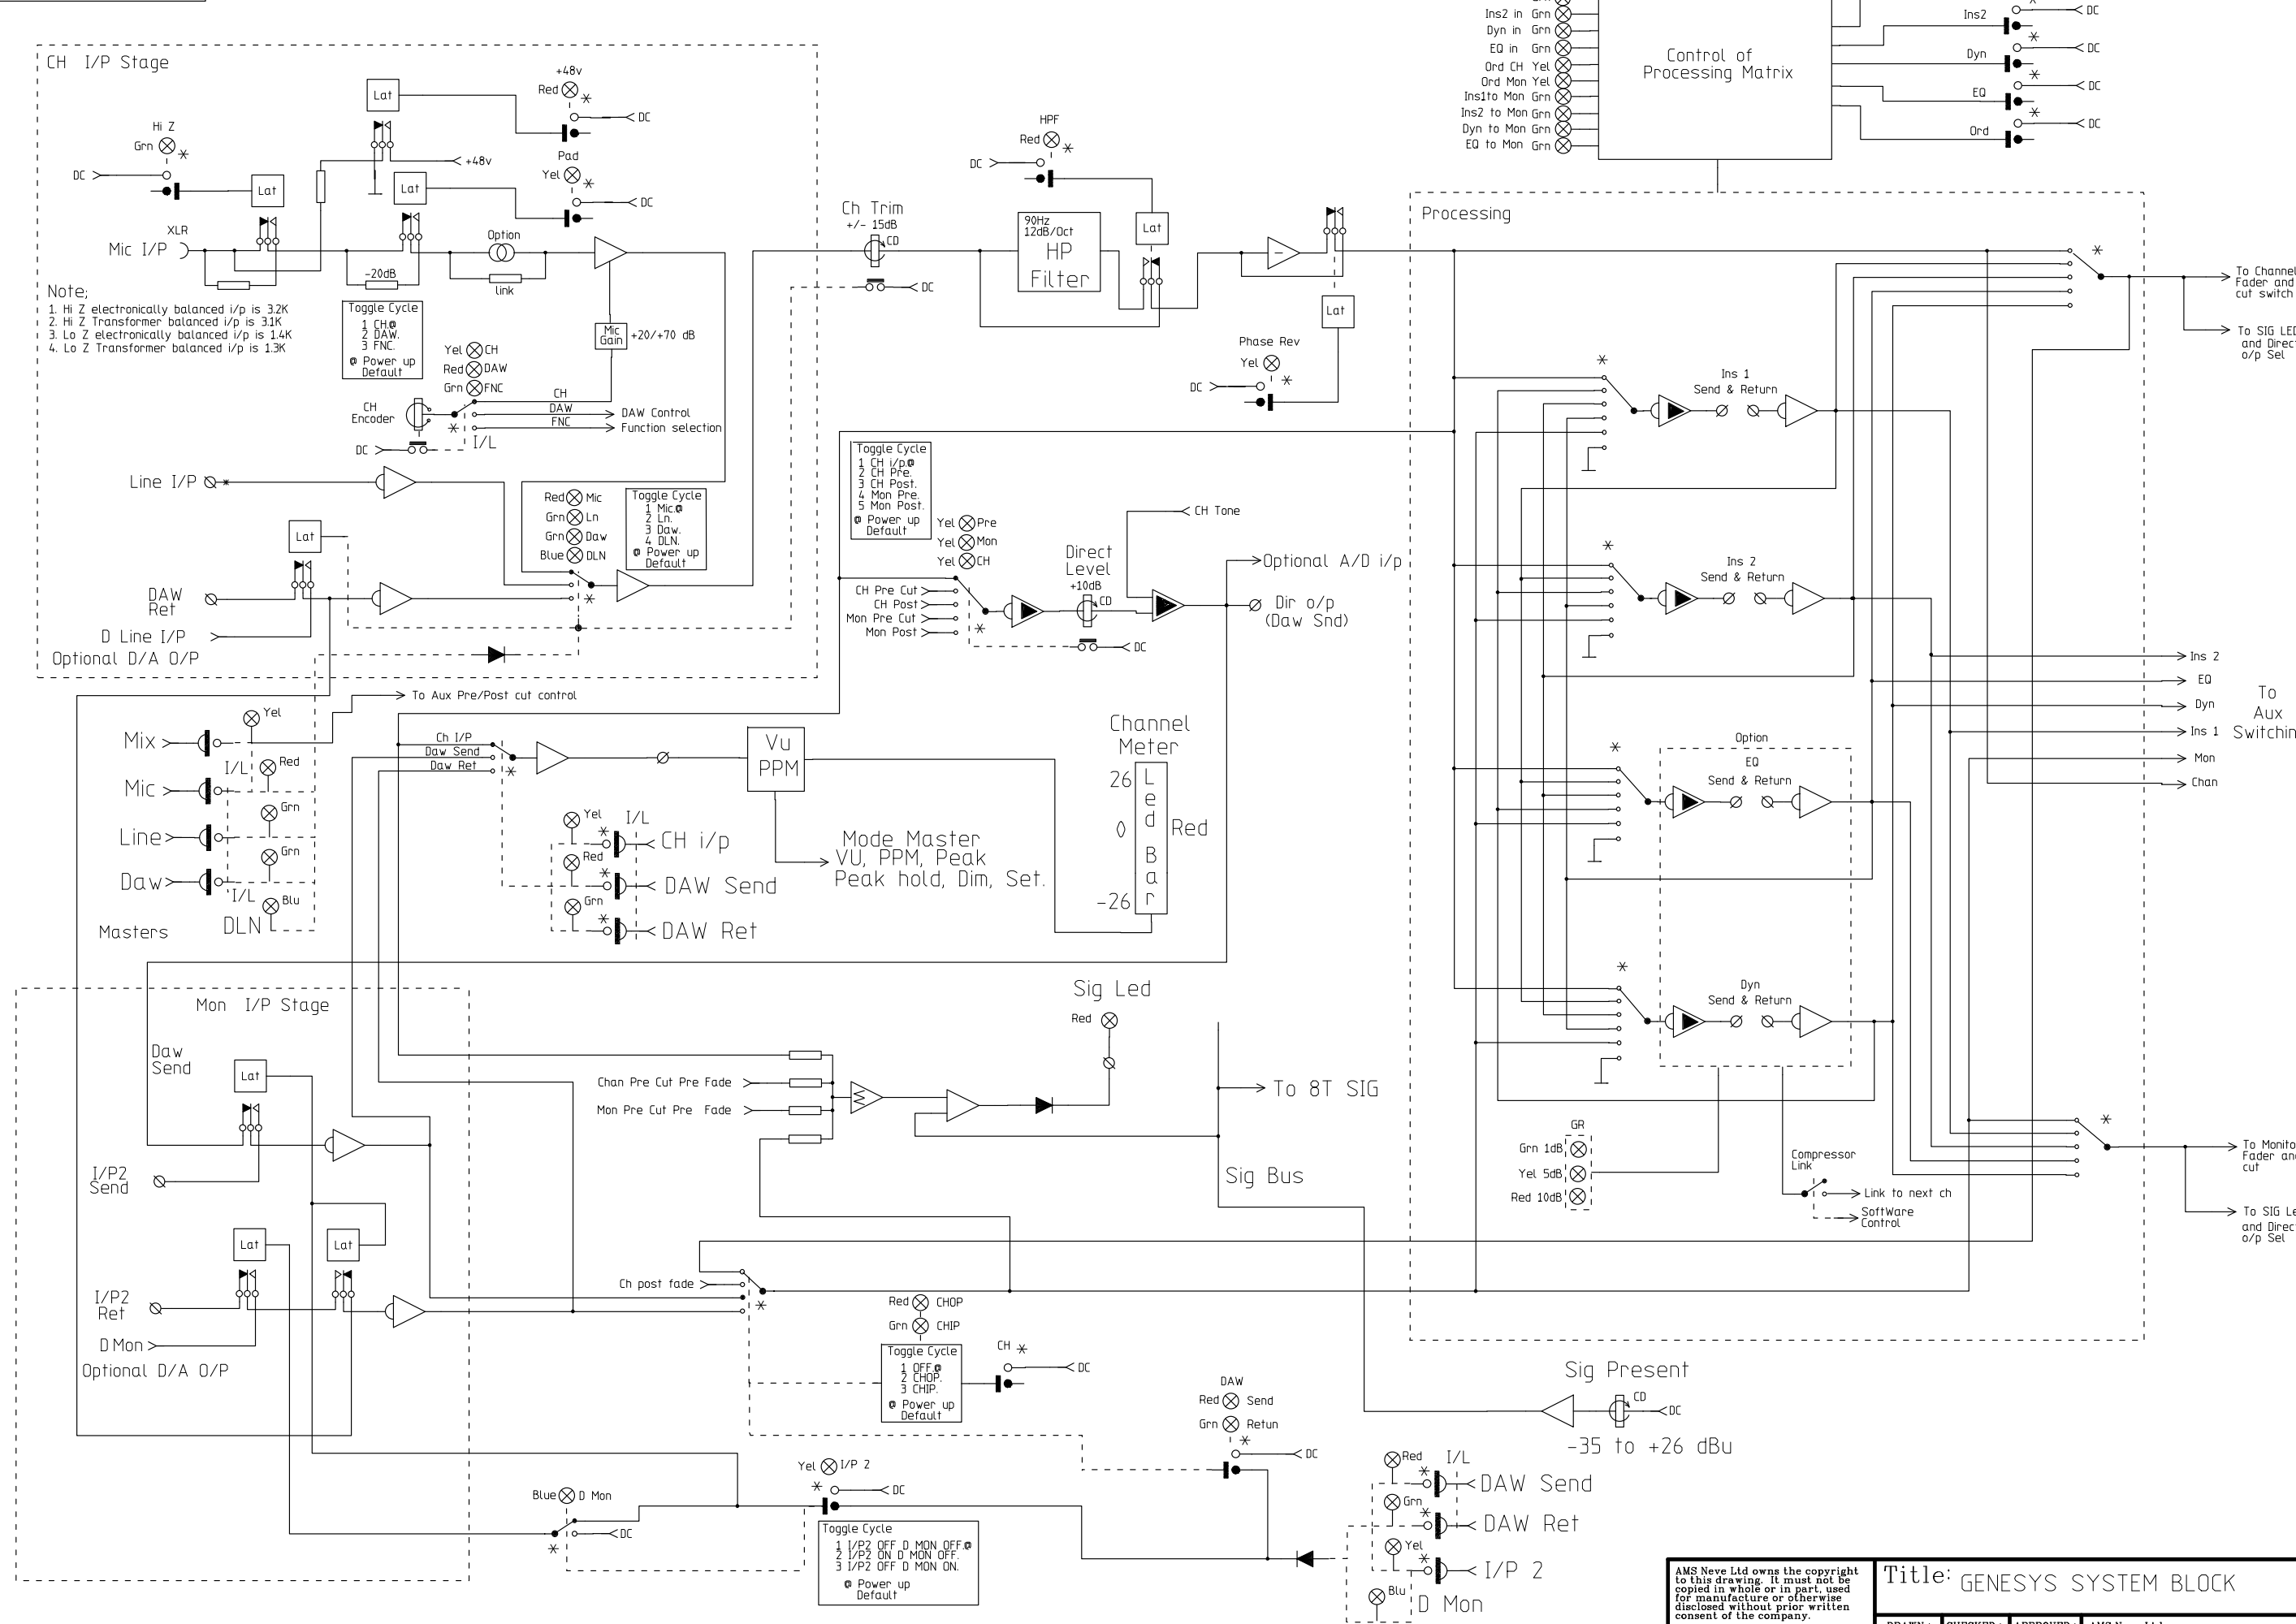 CH I/P Stage
+48v
Red
Lat
DC
Hi Z
Grn
DC
Lat
+48v
Pad
Yel
Lat
DC
XLR
Mic I/P
Option
-20dB
link
Note;
1. Hi Z electronically balanced i/p is 3.2K
2. Hi Z Transformer balanced i/p is 3.1K
3. Lo Z electronically balanced i/p is 1.4K
4. Lo Z Transformer balanced i/p is 1.3K
Toggle Cycle
1 CH.@
2 DAW.
3 FNC.
@ Power up
Default
Mic
Gain
+20/+70 dB
Yel CH
Red DAW
Grn FNC
CH
Encoder
CH
DAW
FNC
DAW Control
Function selection
DC
I/L
Line I/P
Red Mic
Grn Ln
Grn Daw
Blue DLN
Toggle Cycle
1 Mic.@
2 Ln.
3 Daw.
4 DLN.
@ Power up
Default
Lat
DAW
Ret
D Line I/P
Optional D/A O/P
Ch Trim
+/- 15dB
CD
DC
HPF
Red
DC
90Hz
12dB/Oct
HP
Filter
Lat
Lat
Phase Rev
Yel
DC
Toggle Cycle
1 CH i/p.@
2 CH Pre.
3 CH Post.
4 Mon Pre.
5 Mon Post.
@ Power up
Default
Yel Pre
Yel Mon
Yel CH
CH Pre Cut
CH Post
Mon Pre Cut
Mon Post
Direct
Level
+10dB
CD
DC
CH Tone
Optional A/D i/p
Dir o/p
(Daw Snd)
Ins2 in Grn
Dyn in Grn
EQ in Grn
Ord CH Yel
Ord Mon Yel
Ins1to Mon Grn
Ins2 to Mon Grn
Dyn to Mon Grn
EQ to Mon Grn
Control of
Processing Matrix
Ins2
DC
Dyn
DC
EQ
DC
Ord
DC
Processing
To Channel
Fader and
cut switch
To SIG LED
and Direct
o/p Sel
Ins 1
Send & Return
Ins 2
Send & Return
Option
EQ
Send & Return
Dyn
Send & Return
Ins 2
EQ
Dyn
Ins 1
Mon
Chan
To
Aux
Switchin
To Aux Pre/Post cut control
Mix
Yel
I/L
Red
Mic
Grn
Line
Grn
Daw
I/L
Blu
DLN
Masters
Ch I/P
Daw Send
Daw Ret
Vu
PPM
Channel
Meter
26
0
-26
Led Bar
Red
Yel
I/L
CH i/p
Red
DAW Send
Grn
DAW Ret
Mode Master
VU, PPM, Peak
Peak hold, Dim, Set.
Mon I/P Stage
Daw
Send
Lat
I/P2
Send
Lat
Lat
I/P2
Ret
D Mon
Optional D/A O/P
Sig Led
Red
Chan Pre Cut Pre Fade
Mon Pre Cut Pre Fade
To 8T SIG
Sig Bus
GR
Grn 1dB
Yel 5dB
Red 10dB
Compressor
Link
Link to next ch
SoftWare
Control
To Monito
Fader and
cut
To SIG Le
and Direc
o/p Sel
Ch post fade
Red CHOP
Grn CHIP
Toggle Cycle
1 OFF.@
2 CHOP.
3 CHIP.
@ Power up
Default
CH
DC
DAW
Red Send
Grn Retun
DC
Sig Present
CD
DC
-35 to +26 dBu
Yel I/P 2
DC
Blue D Mon
DC
Toggle Cycle
1 I/P2 OFF D MON OFF.@
2 I/P2 ON D MON OFF.
3 I/P2 OFF D MON ON.
@ Power up
Default
Red
I/L
DAW Send
Grn
DAW Ret
Yel
I/P 2
Blu
D Mon
AMS Neve Ltd owns the copyright
to this drawing. It must not be
copied in whole or in part, used
for manufacture or otherwise
disclosed without prior written
consent of the company.
Title: GENESYS SYSTEM BLOCK